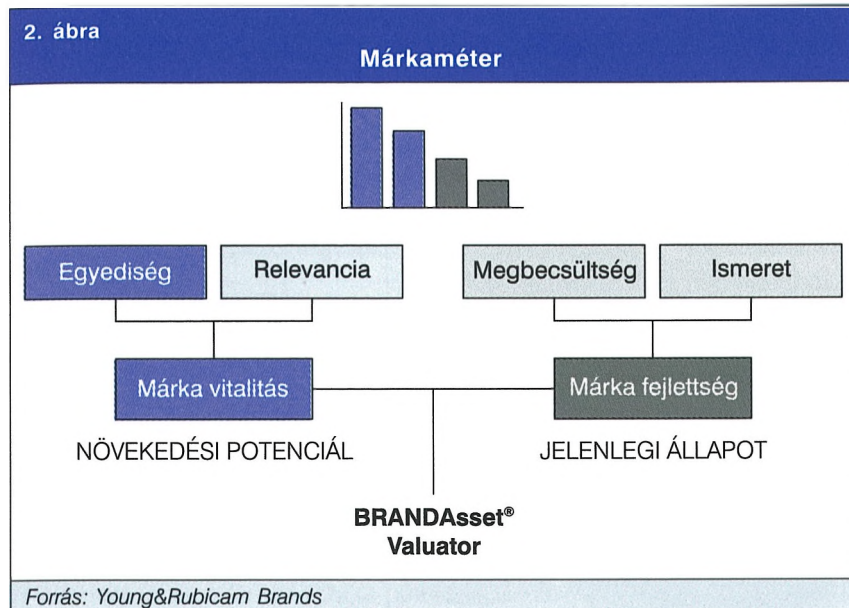 2. ábra
Márkaméter
Egyediség
Relevancia
Megbecsültség
Ismeret
Márka vitalitás
Márka fejlettség
NÖVEKEDÉSI POTENCIÁL
JELENLEGI ÁLLAPOT
BRANDAsset®
Valuator
Forrás: Young&Rubicam Brands